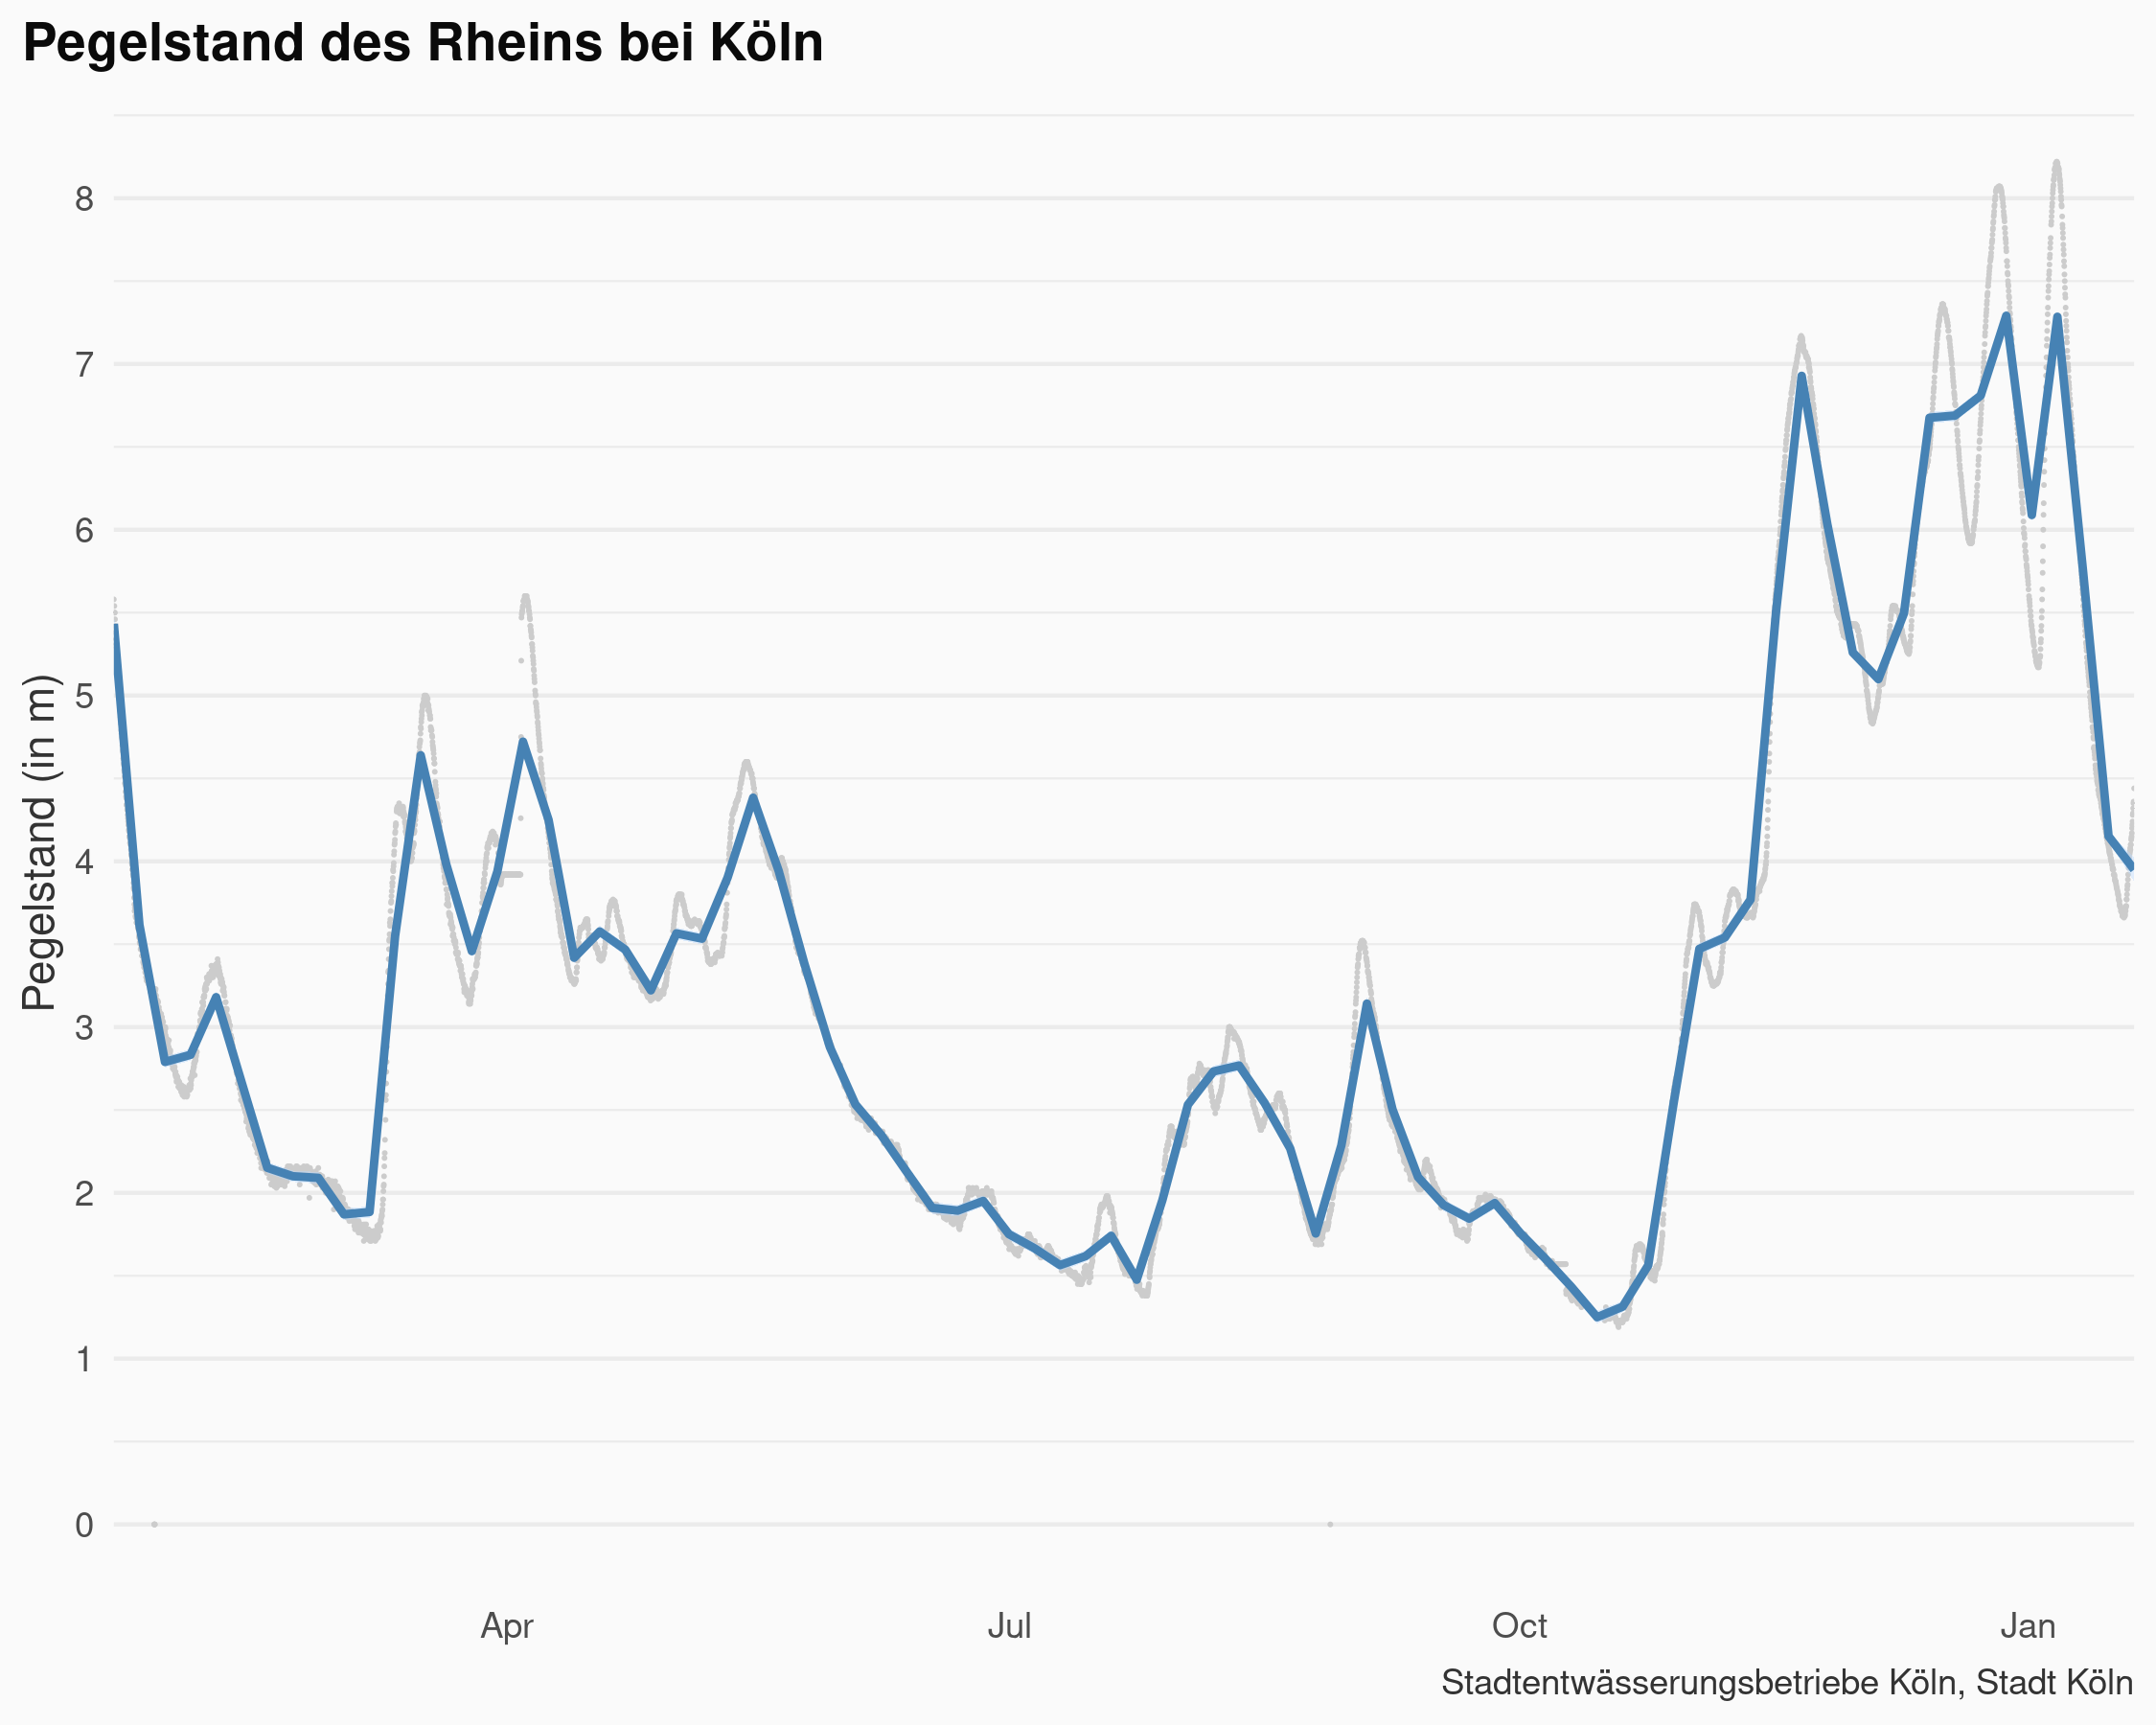 Pegelstand des Rheins bei Köln
Pegelstand (in m)
8
7
6
5
4
3
2
1
0
Apr Jul Oct Jan
Stadtentwässerungsbetriebe Köln, Stadt Köln